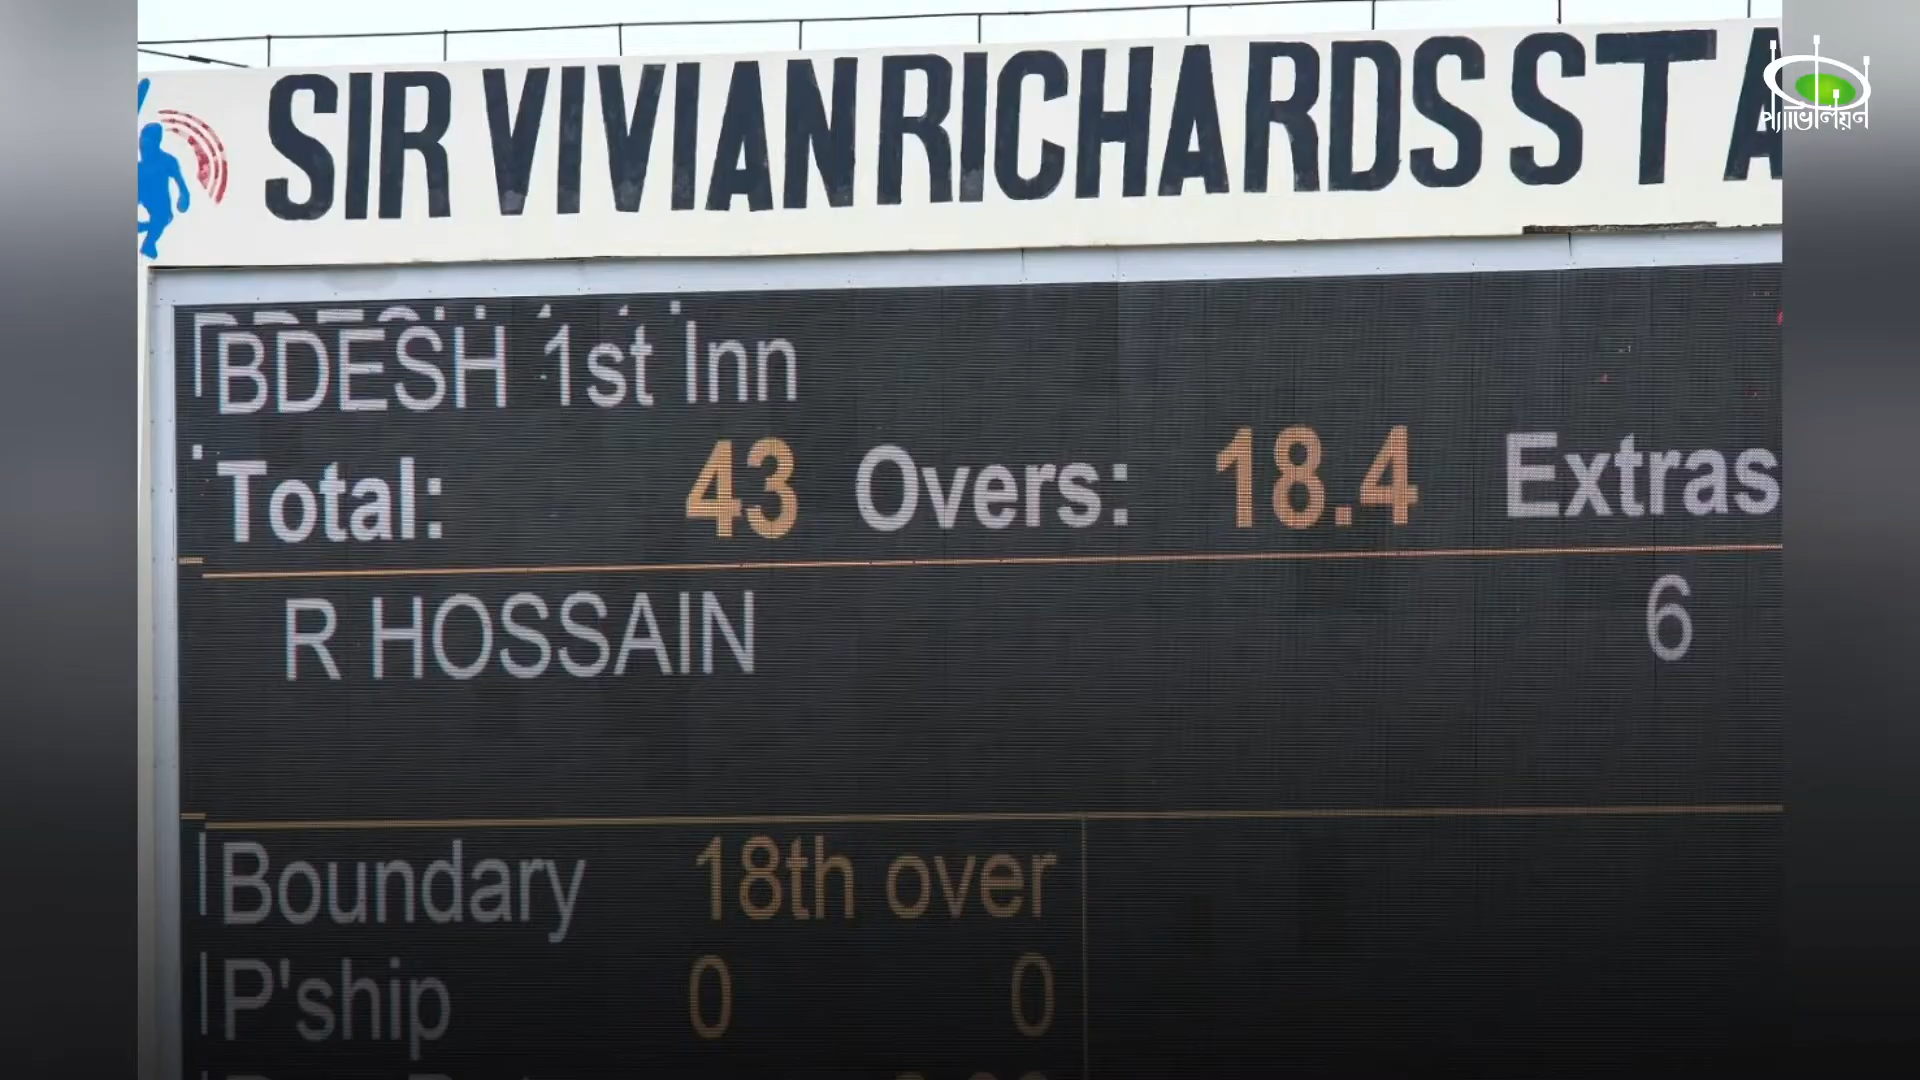 SIR VIVIAN RICHARDS STA
প্যাভিলিয়ন
BDESH 1st Inn
Total: 43 Overs: 18.4 Extras
R HOSSAIN 6
Boundary 18th over
P'ship 0 0